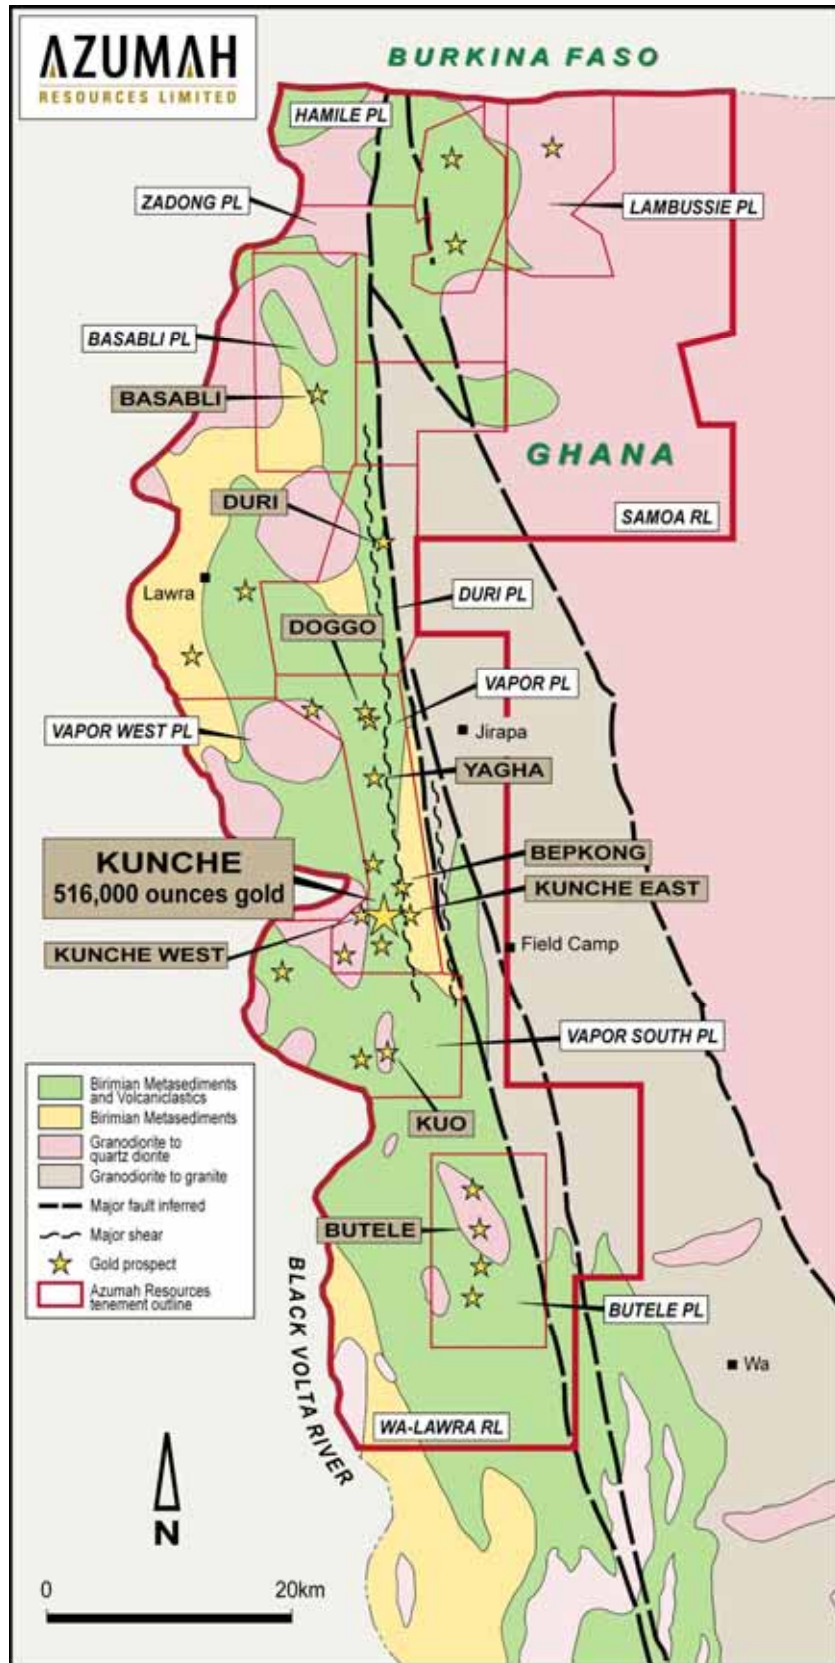 AZUMAH
RESOURCES LIMITED
BURKINA FASO
HAMILE PL
ZADONG PL
LAMBUSSIE PL
BASABLI PL
BASABLI
GHANA
DURI
SAMOA RL
Lawra
DURI PL
DOGGO
VAPOR PL
VAPOR WEST PL
Jirapa
YAGHA
KUNCHE
516,000 ounces gold
BEPKONG
KUNCHE EAST
KUNCHE WEST
Field Camp
VAPOR SOUTH PL
KUO
Birimian Metasediments
and Volcaniclastics
Birimian Metasediments
Granodiorite to
quartz diorite
Granodiorite to granite
Major fault inferred
Major shear
Gold prospect
Azumah Resources
tenement outline
BUTELE
BLACK VOLTA RIVER
BUTELE PL
Wa
WA-LAWRA RL
N
0 20km